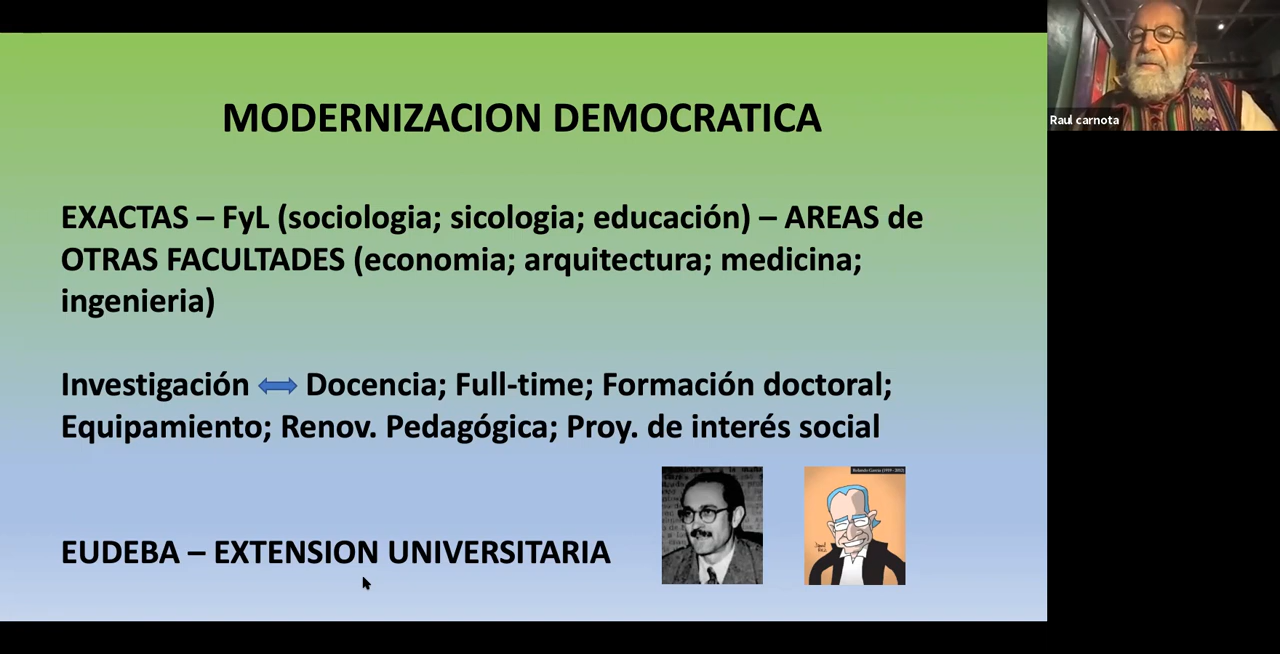 MODERNIZACION DEMOCRATICA
EXACTAS – FyL (sociologia; sicologia; educación) – AREAS de
OTRAS FACULTADES (economia; arquitectura; medicina;
ingenieria)
Investigación Docencia; Full-time; Formación doctoral;
Equipamiento; Renov. Pedagógica; Proy. de interés social
EUDEBA – EXTENSION UNIVERSITARIA
Raul carnota